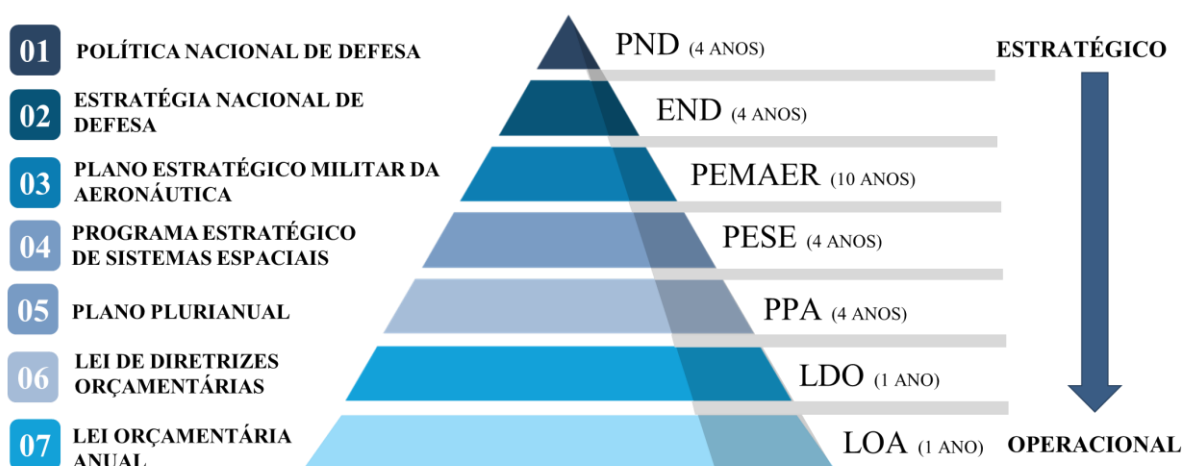 01 POLÍTICA NACIONAL DE DEFESA
PND (4 ANOS)
ESTRATÉGICO
02 ESTRATÉGIA NACIONAL DE
DEFESA
END (4 ANOS)
03 PLANO ESTRATÉGICO MILITAR DA
AERONÁUTICA
PEMAER (10 ANOS)
04 PROGRAMA ESTRATÉGICO
DE SISTEMAS ESPACIAIS
PESE (4 ANOS)
05 PLANO PLURIANUAL
PPA (4 ANOS)
06 LEI DE DIRETRIZES
ORÇAMENTÁRIAS
LDO (1 ANO)
07 LEI ORÇAMENTÁRIA
ANUAL
LOA (1 ANO)
OPERACIONAL